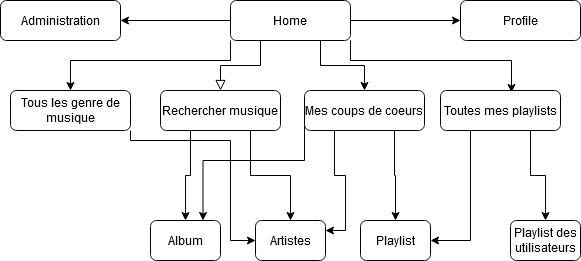 Administration
Home
Profile
Tous les genre de
musique
Rechercher musique
Mes coups de coeurs
Toutes mes playlists
Album
Artistes
Playlist
Playlist des
utilisateurs